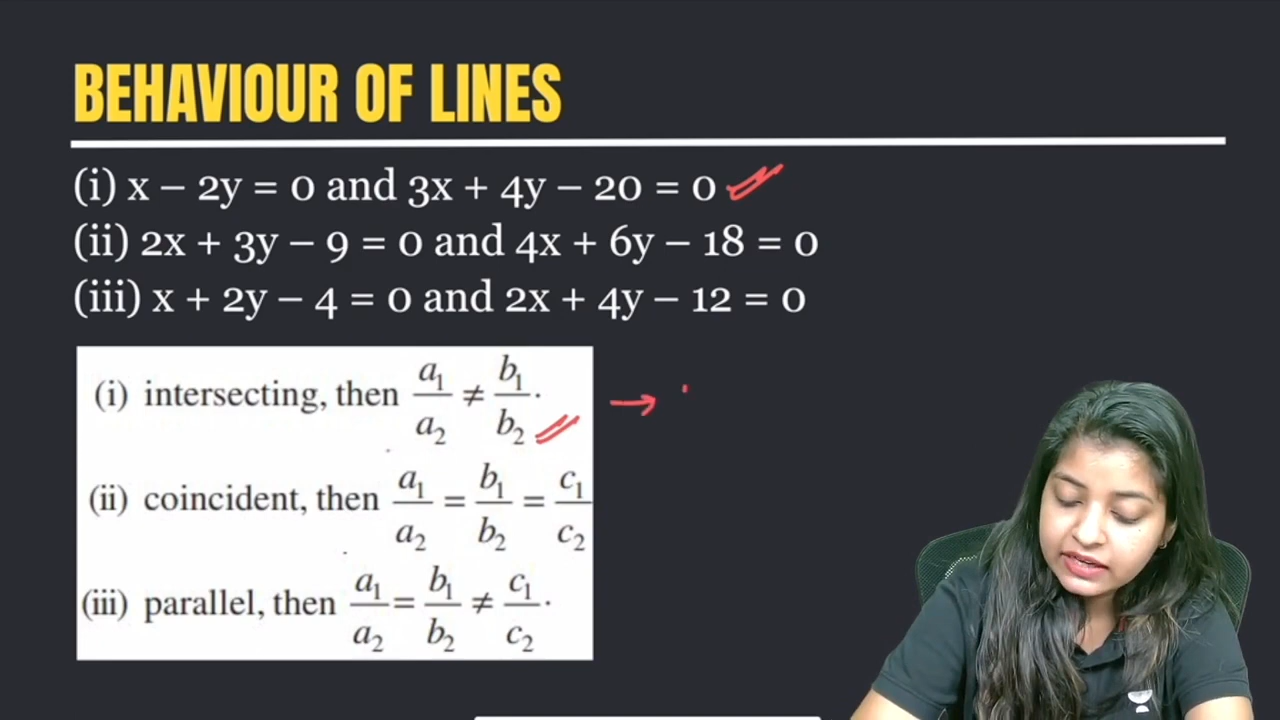 BEHAVIOUR OF LINES
(i) x – 2y = 0 and 3x + 4y – 20 = 0
(ii) 2x + 3y – 9 = 0 and 4x + 6y – 18 = 0
(iii) x + 2y – 4 = 0 and 2x + 4y – 12 = 0
(i) intersecting, then a₁/a₂ ≠ b₁/b₂.
(ii) coincident, then a₁/a₂ = b₁/b₂ = c₁/c₂
(iii) parallel, then a₁/a₂ = b₁/b₂ ≠ c₁/c₂.